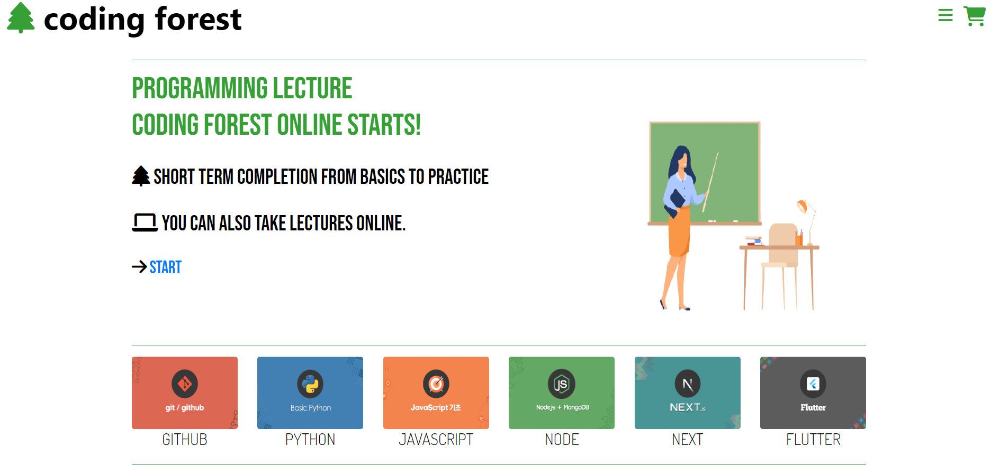 coding forest
PROGRAMMING LECTURE
CODING FOREST ONLINE STARTS!
SHORT TERM COMPLETION FROM BASICS TO PRACTICE
YOU CAN ALSO TAKE LECTURES ONLINE.
START
git / github
Basic Python
JavaScript 기초
JS
Nodejs + MongoDB
N
NEXT.JS
Flutter
GITHUB
PYTHON
JAVASCRIPT
NODE
NEXT
FLUTTER